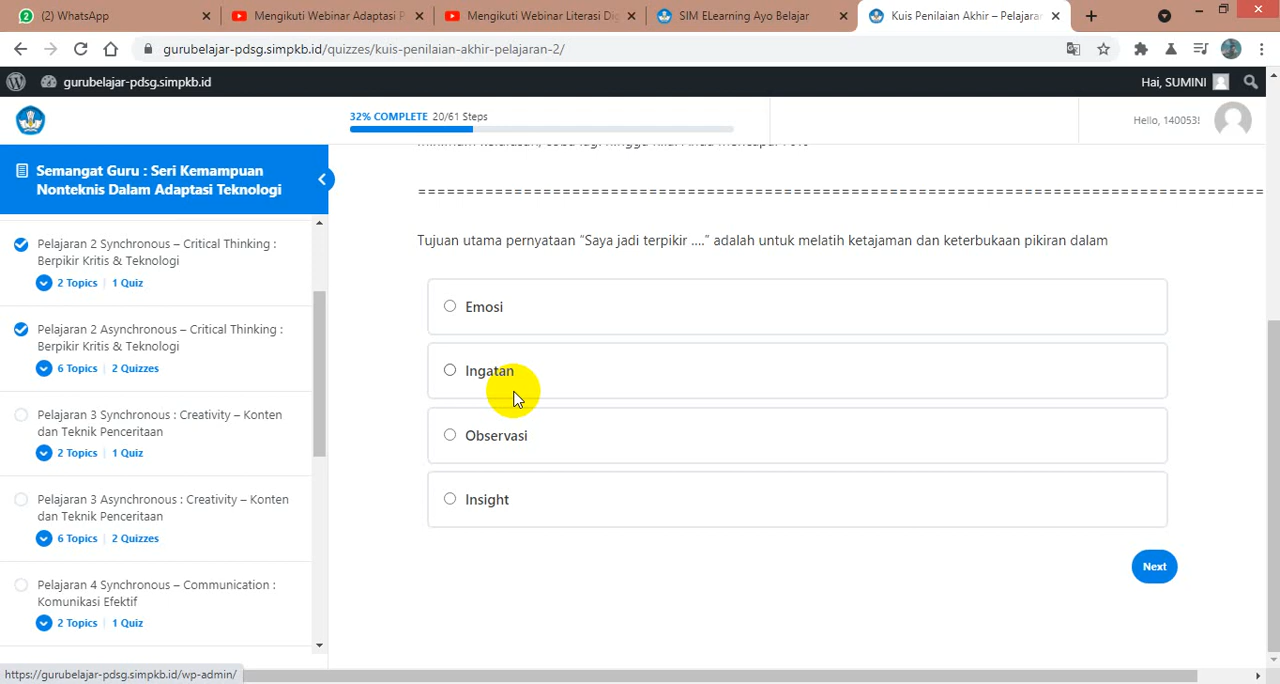 (2) WhatsApp
Mengikuti Webinar Adaptasi P
Mengikuti Webinar Literasi Di
SIM ELearning Ayo Belajar
Kuis Penilaian Akhir – Pelajara
gurubelajar-pdsg.simpkb.id/quizzes/kuis-penilaian-akhir-pelajaran-2/
gurubelajar-pdsg.simpkb.id
Hai, SUMINI
32% COMPLETE 20/61 Steps
Hello, 140053!
Semangat Guru : Seri Kemampuan
Nonteknis Dalam Adaptasi Teknologi
Pelajaran 2 Synchronous – Critical Thinking :
Berpikir Kritis & Teknologi
2 Topics | 1 Quiz
Pelajaran 2 Asynchronous – Critical Thinking :
Berpikir Kritis & Teknologi
6 Topics | 2 Quizzes
Pelajaran 3 Synchronous : Creativity – Konten
dan Teknik Penceritaan
2 Topics | 1 Quiz
Pelajaran 3 Asynchronous : Creativity – Konten
dan Teknik Penceritaan
6 Topics | 2 Quizzes
Pelajaran 4 Synchronous – Communication :
Komunikasi Efektif
2 Topics | 1 Quiz
Tujuan utama pernyataan “Saya jadi terpikir ....” adalah untuk melatih ketajaman dan keterbukaan pikiran dalam
Emosi
Ingatan
Observasi
Insight
Next
https://gurubelajar-pdsg.simpkb.id/wp-admin/